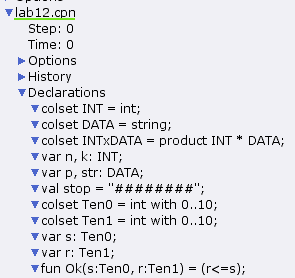 lab12.cpn
Step: 0
Time: 0
Options
History
Declarations
colset INT = int;
colset DATA = string;
colset INTxDATA = product INT * DATA;
var n, k: INT;
var p, str: DATA;
val stop = "########";
colset Ten0 = int with 0..10;
colset Ten1 = int with 0..10;
var s: Ten0;
var r: Ten1;
fun Ok(s:Ten0, r:Ten1) = (r<=s);